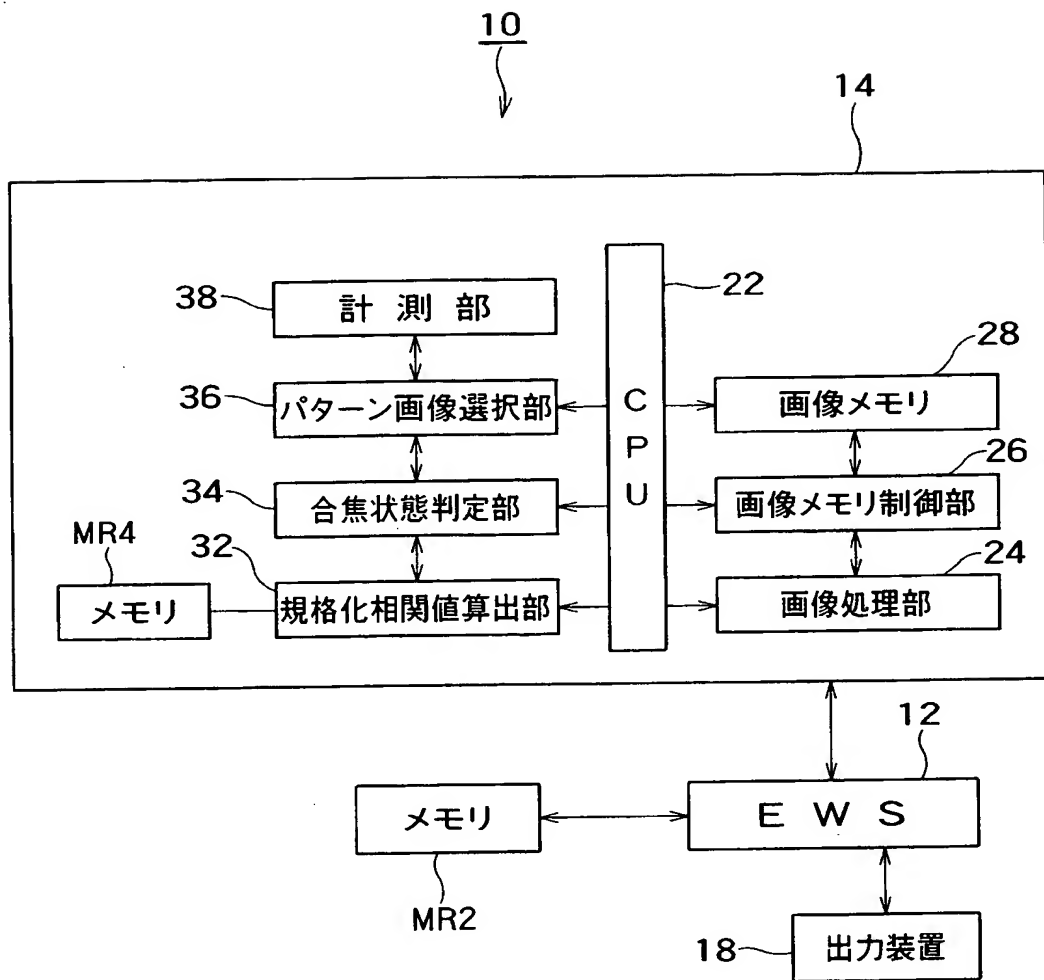 10
14
38
計測部
22
36
パターン画像選択部
28
画像メモリ
CPU
34
合焦状態判定部
26
画像メモリ制御部
MR4
メモリ
32
規格化相関値算出部
24
画像処理部
12
EWS
メモリ
MR2
18
出力装置